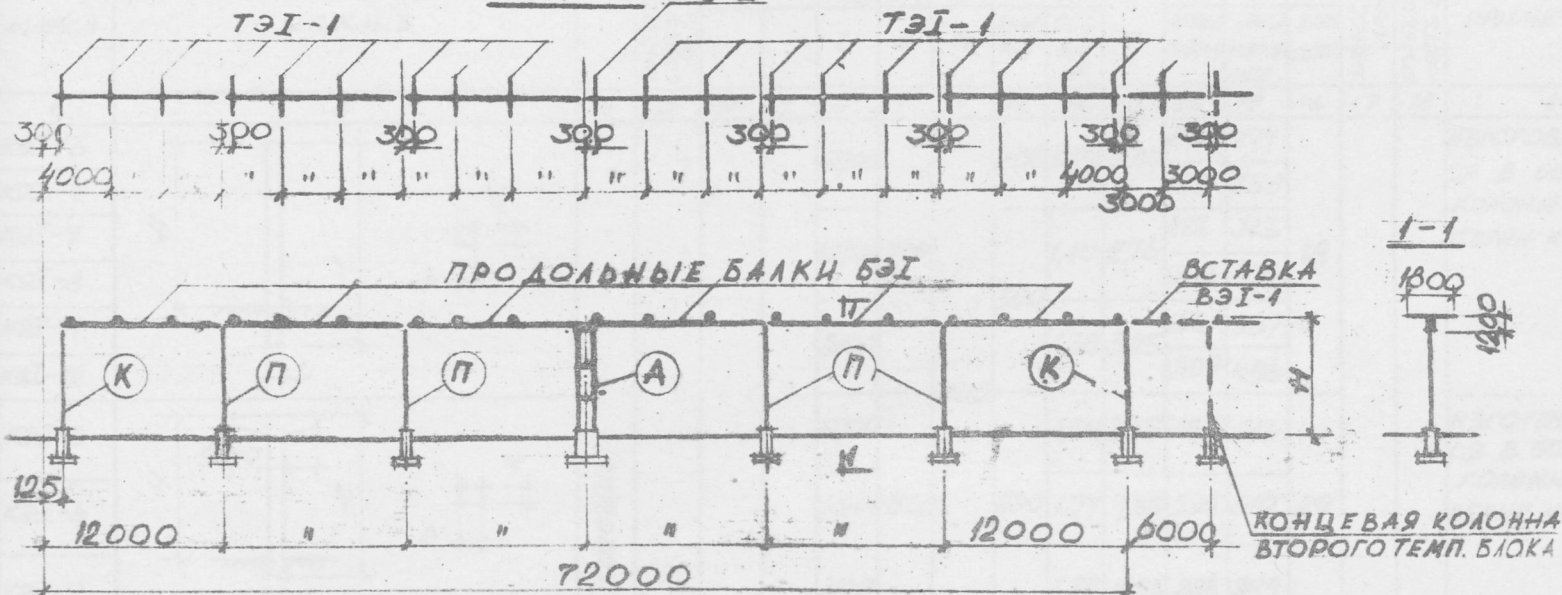 ТЭI-1 ТЭI-1
300 300 300 300 300 300 300 300
4000 " " " " " " " " " " " " " " " 4000 3000
3000
1-1
ПРОДОЛЬНЫЕ БАЛКИ БЭI
ВСТАВКА
ВЭI-1
1800
1200
К П П А П К
Н
125
12000 " " " " 12000 6000
КОНЦЕВАЯ КОЛОННА
ВТОРОГО ТЕМП. БЛОКА
72000